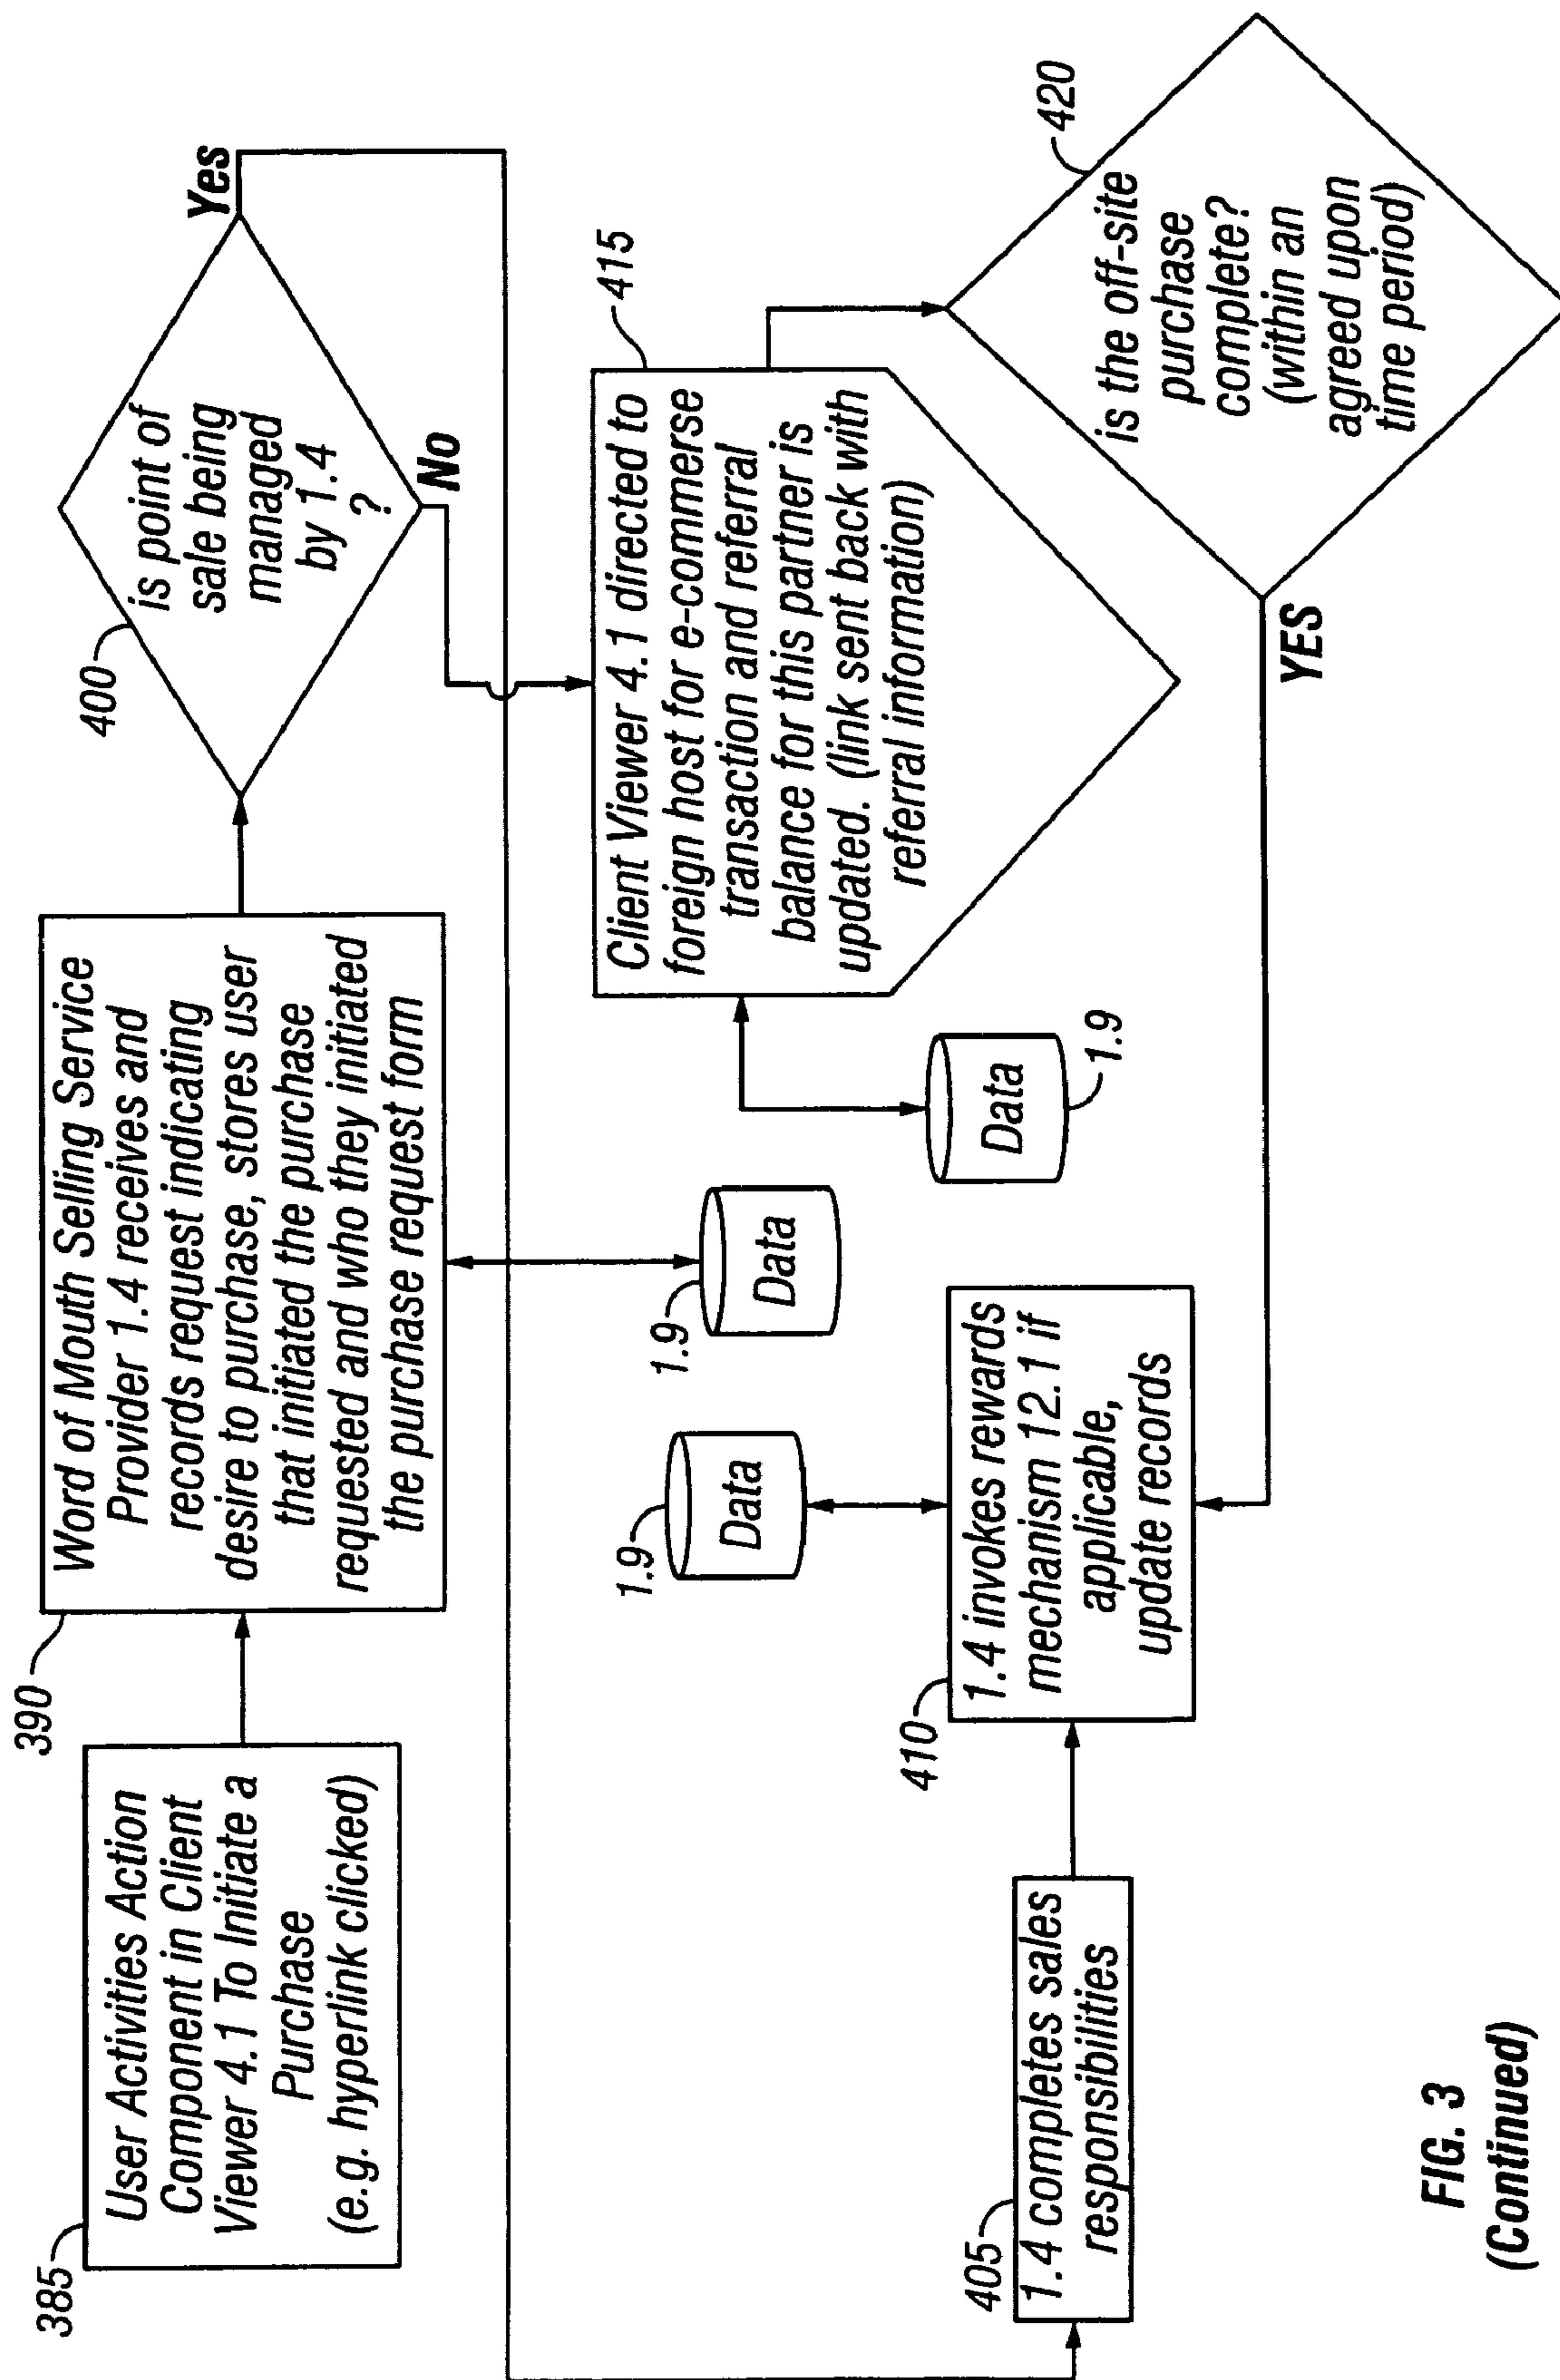 385
User Activities Action
Component in Client
Viewer 4.1 To Initiate a
Purchase
(e.g. hyperlink clicked)
390
Word of Mouth Selling Service
Provider 1.4 receives and
records request indicating
desire to purchase, stores user
that initiated the purchase
requested and who they initiated
the purchase request form
400
is point of
sale being
managed
by 1.4
?
Yes
No
1.9
Data
415
Client Viewer 4.1 directed to
foreign host for e-commerse
transaction and referral
balance for this partner is
updated. (link sent back with
referral information)
Data
1.9
420
is the off-site
purchase
complete?
(within an
agreed upon
time period)
YES
1.9
Data
405
1.4 completes sales
responsibilities
410
1.4 invokes rewards
mechanism 12.1 if
applicable,
update records
FIG. 3
(Continued)